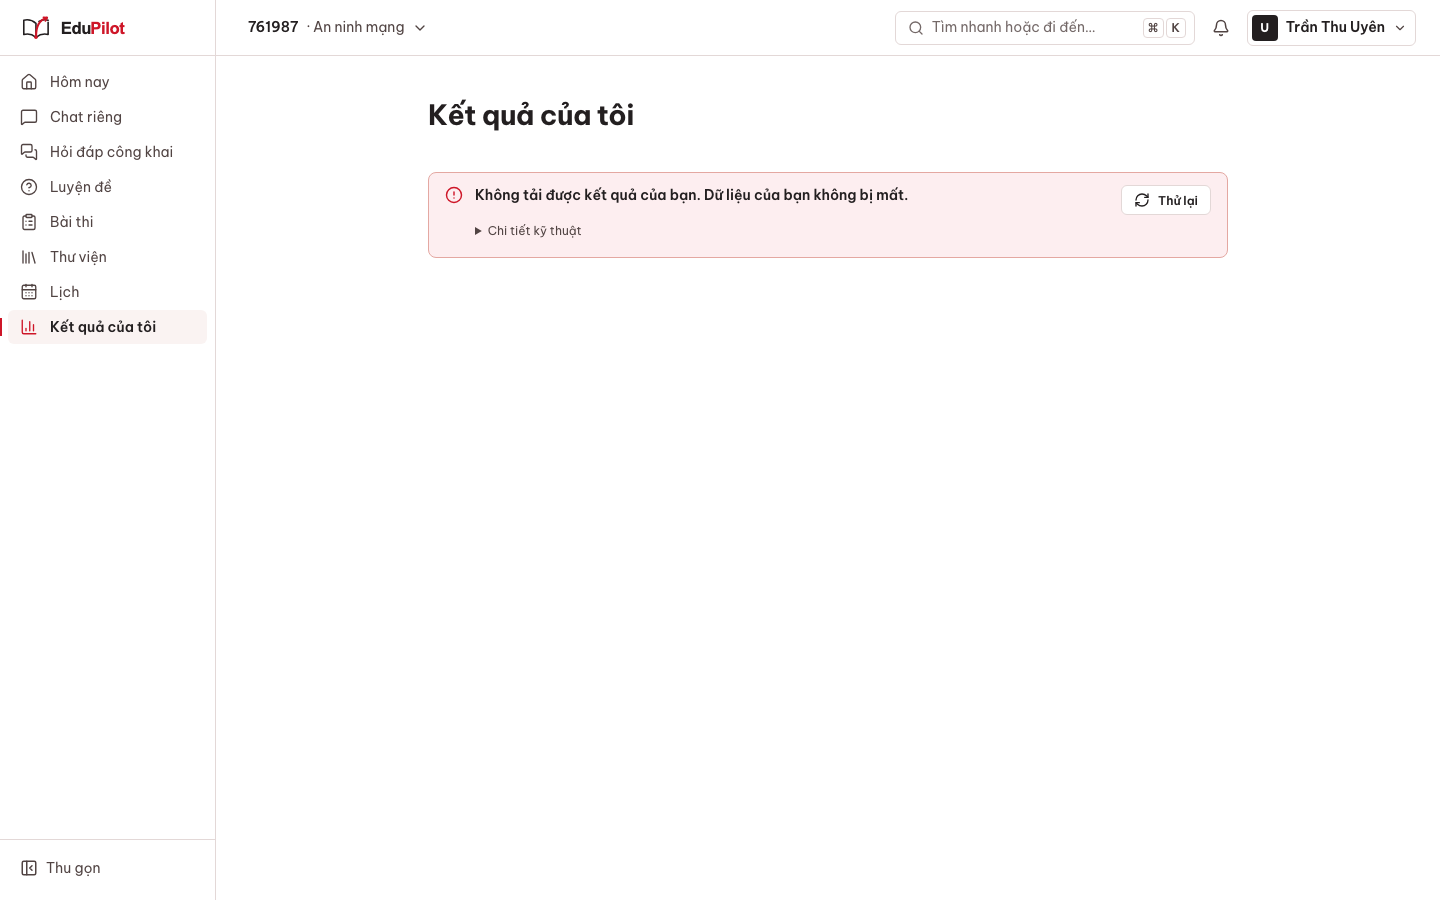 EduPilot
761987 · An ninh mạng
Tìm nhanh hoặc đi đến...
⌘ K
U
Trần Thu Uyên
Hôm nay
Chat riêng
Hỏi đáp công khai
Luyện đề
Bài thi
Thư viện
Lịch
Kết quả của tôi
Thu gọn
Kết quả của tôi
Không tải được kết quả của bạn. Dữ liệu của bạn không bị mất.
Thử lại
Chi tiết kỹ thuật